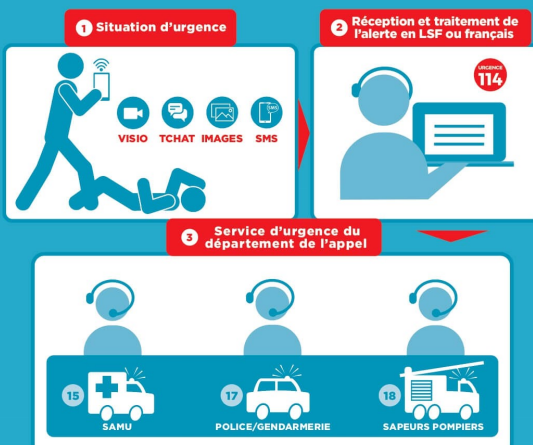 1 Situation d'urgence
2 Réception et traitement de
l'alerte en LSF ou français
VISIO TCHAT IMAGES SMS
SMS
URGENCE
114
3 Service d'urgence du
département de l'appel
15 17 18
SAMU POLICE/GENDARMERIE SAPEURS POMPIERS